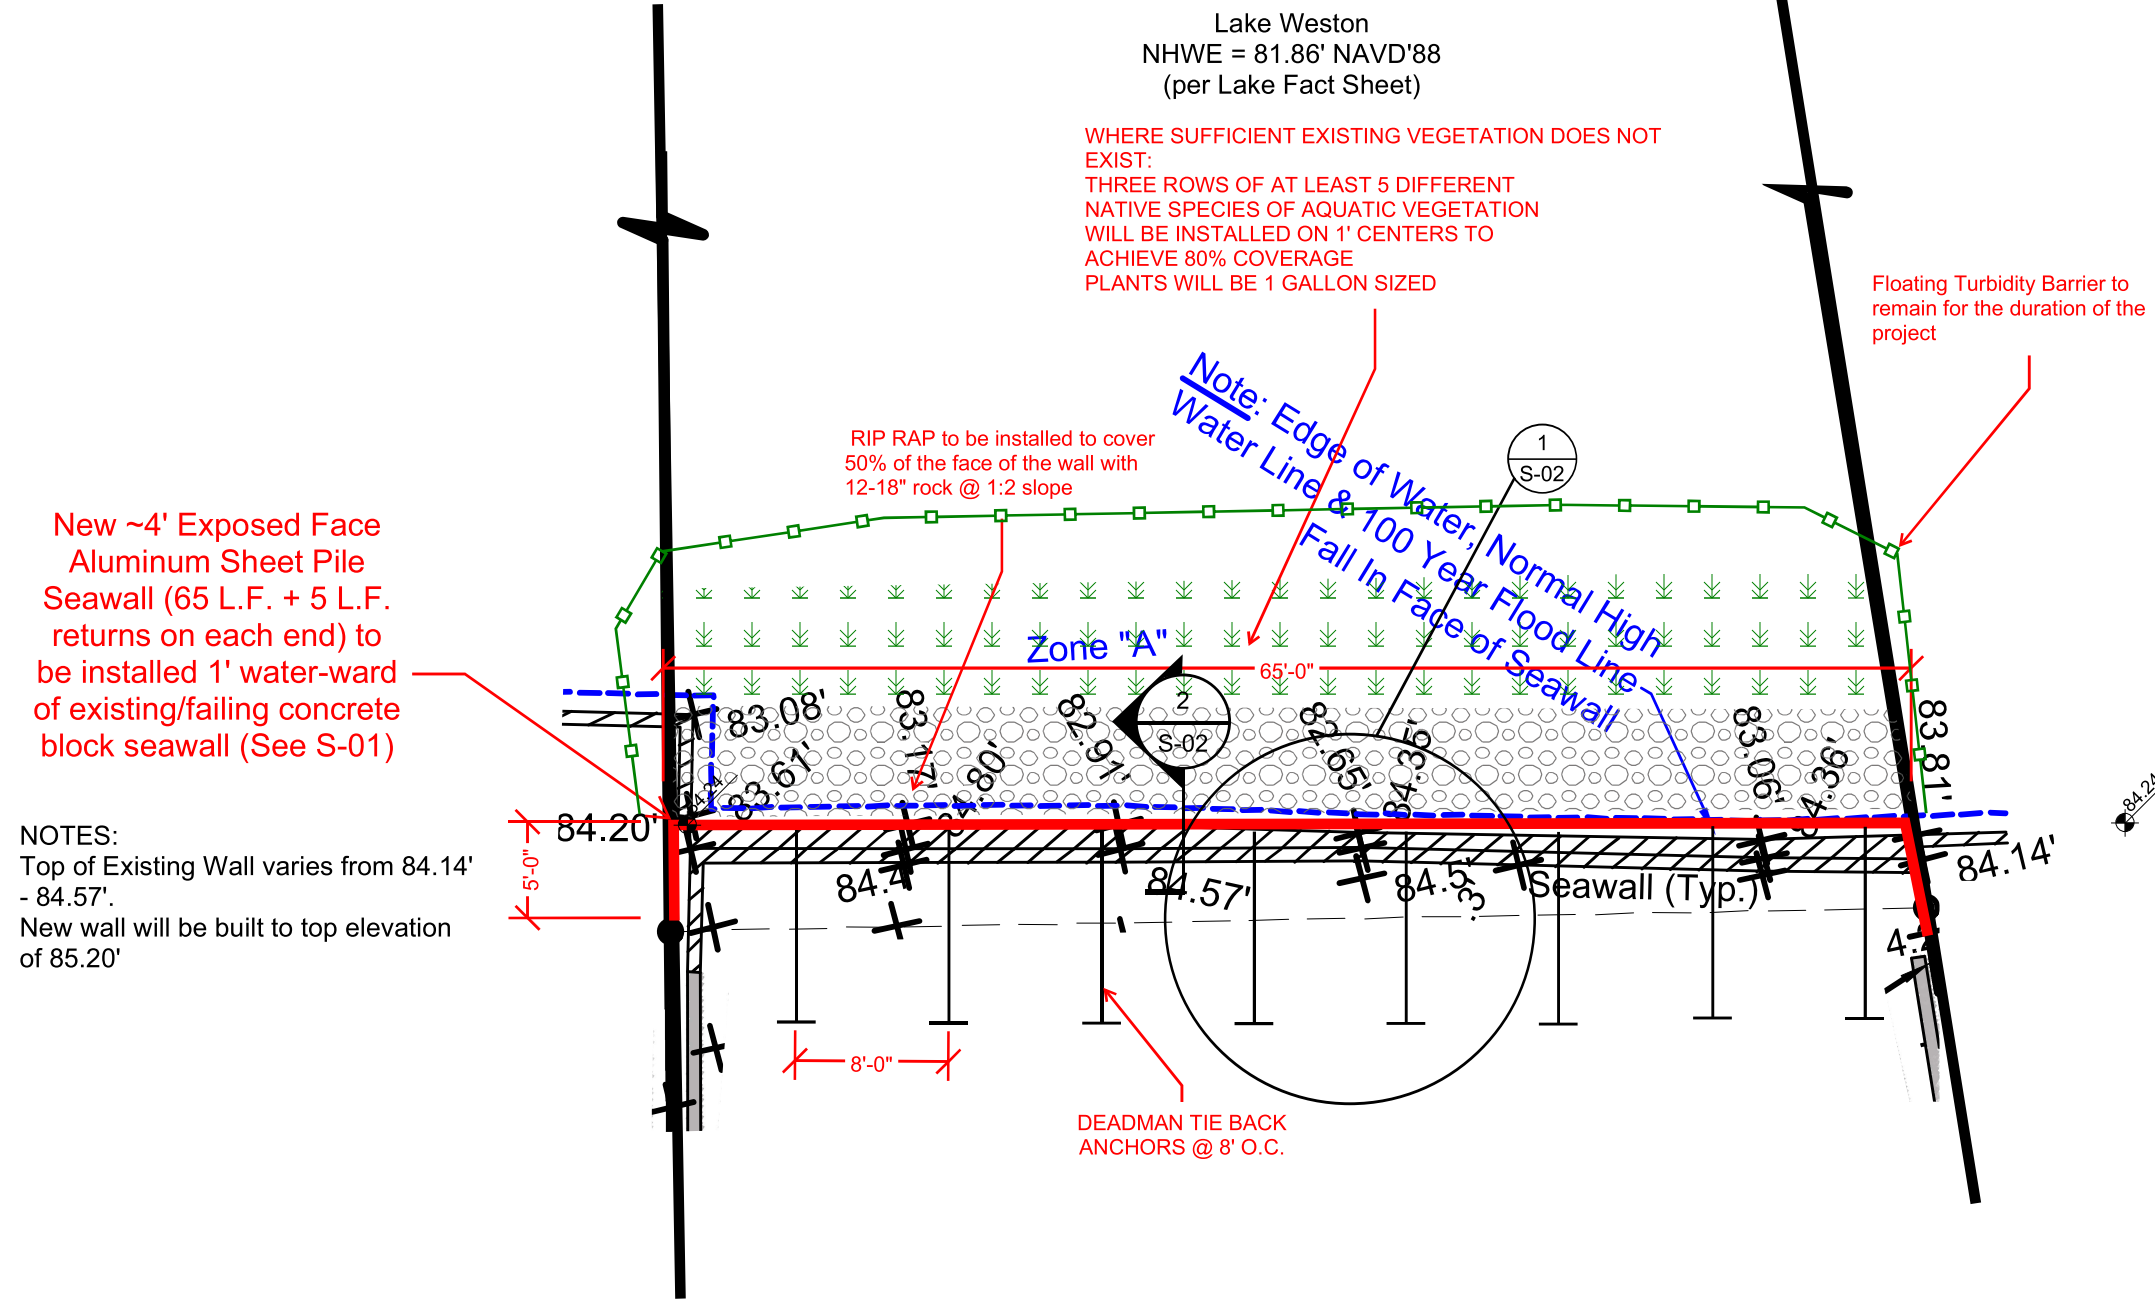 Lake Weston
NHWE = 81.86' NAVD'88
(per Lake Fact Sheet)
WHERE SUFFICIENT EXISTING VEGETATION DOES NOT
EXIST:
THREE ROWS OF AT LEAST 5 DIFFERENT
NATIVE SPECIES OF AQUATIC VEGETATION
WILL BE INSTALLED ON 1' CENTERS TO
ACHIEVE 80% COVERAGE
PLANTS WILL BE 1 GALLON SIZED
Floating Turbidity Barrier to
remain for the duration of the
project
Note: Edge of Water, Normal High
Water Line & 100 Year Flood Line
Fall In Face of Seawall
1
S-02
RIP RAP to be installed to cover
50% of the face of the wall with
12-18" rock @ 1:2 slope
New ~4' Exposed Face
Aluminum Sheet Pile
Seawall (65 L.F. + 5 L.F.
returns on each end) to
be installed 1' water-ward
of existing/failing concrete
block seawall (See S-01)
Zone "A"
65'-0"
2
S-02
83.08'
83.61'
82.91'
82.65'
84.35'
83.06'
84.36'
83.81'
84.24
84.20'
84.14'
84.57'
84.5'
Seawall (Typ.)
5'-0"
NOTES:
Top of Existing Wall varies from 84.14'
- 84.57'.
New wall will be built to top elevation
of 85.20'
8'-0"
DEADMAN TIE BACK
ANCHORS @ 8' O.C.